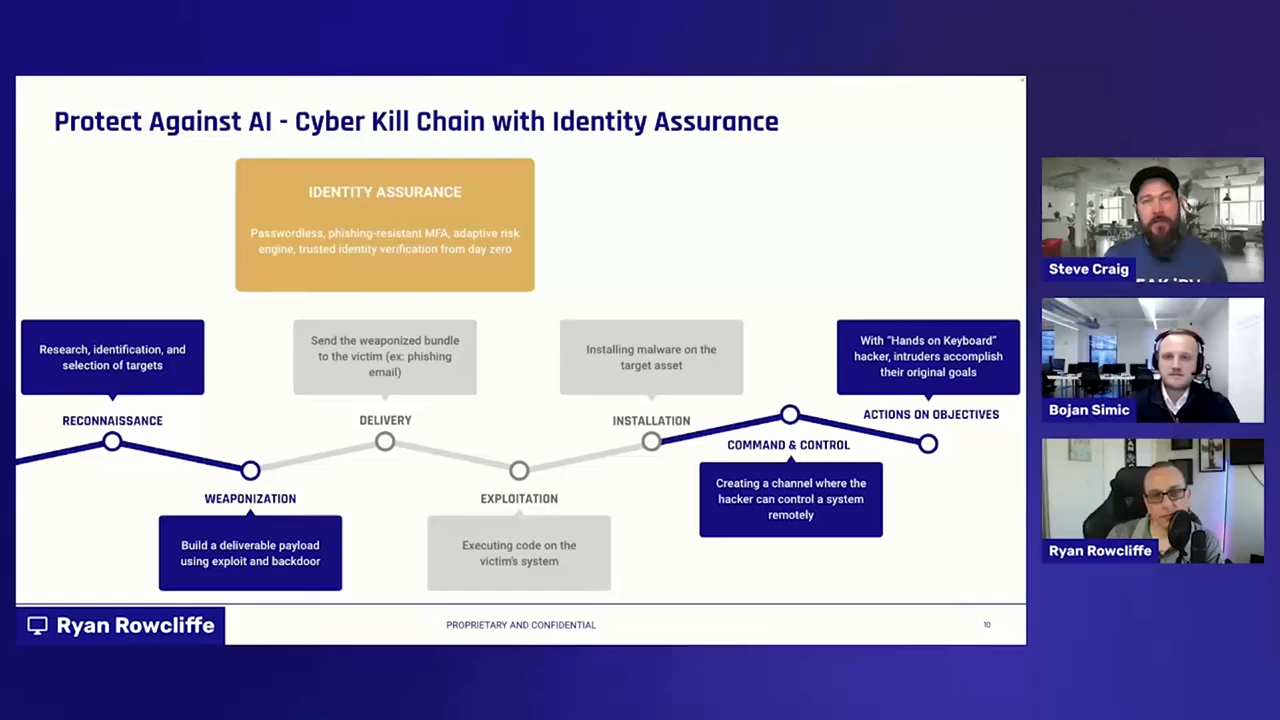 Protect Against AI - Cyber Kill Chain with Identity Assurance
IDENTITY ASSURANCE
Passwordless, phishing-resistant MFA, adaptive risk
engine, trusted identity verification from day zero
Research, identification, and
selection of targets
RECONNAISSANCE
WEAPONIZATION
Build a deliverable payload
using exploit and backdoor
Send the weaponized bundle
to the victim (ex: phishing
email)
DELIVERY
EXPLOITATION
Executing code on the
victim's system
Installing malware on the
target asset
INSTALLATION
COMMAND & CONTROL
Creating a channel where the
hacker can control a system
remotely
With “Hands on Keyboard”
hacker, intruders accomplish
their original goals
ACTIONS ON OBJECTIVES
Ryan Rowcliffe
PROPRIETARY AND CONFIDENTIAL
10
Steve Craig
Bojan Simic
Ryan Rowcliffe